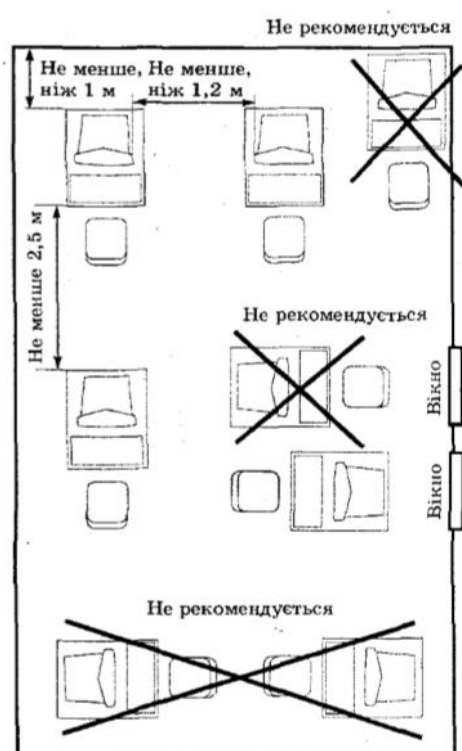 Не рекомендується
Не менше, Не менше,
ніж 1 м ніж 1,2 м
Не менше 2,5 м
Не рекомендується
Вікно
Вікно
Не рекомендується